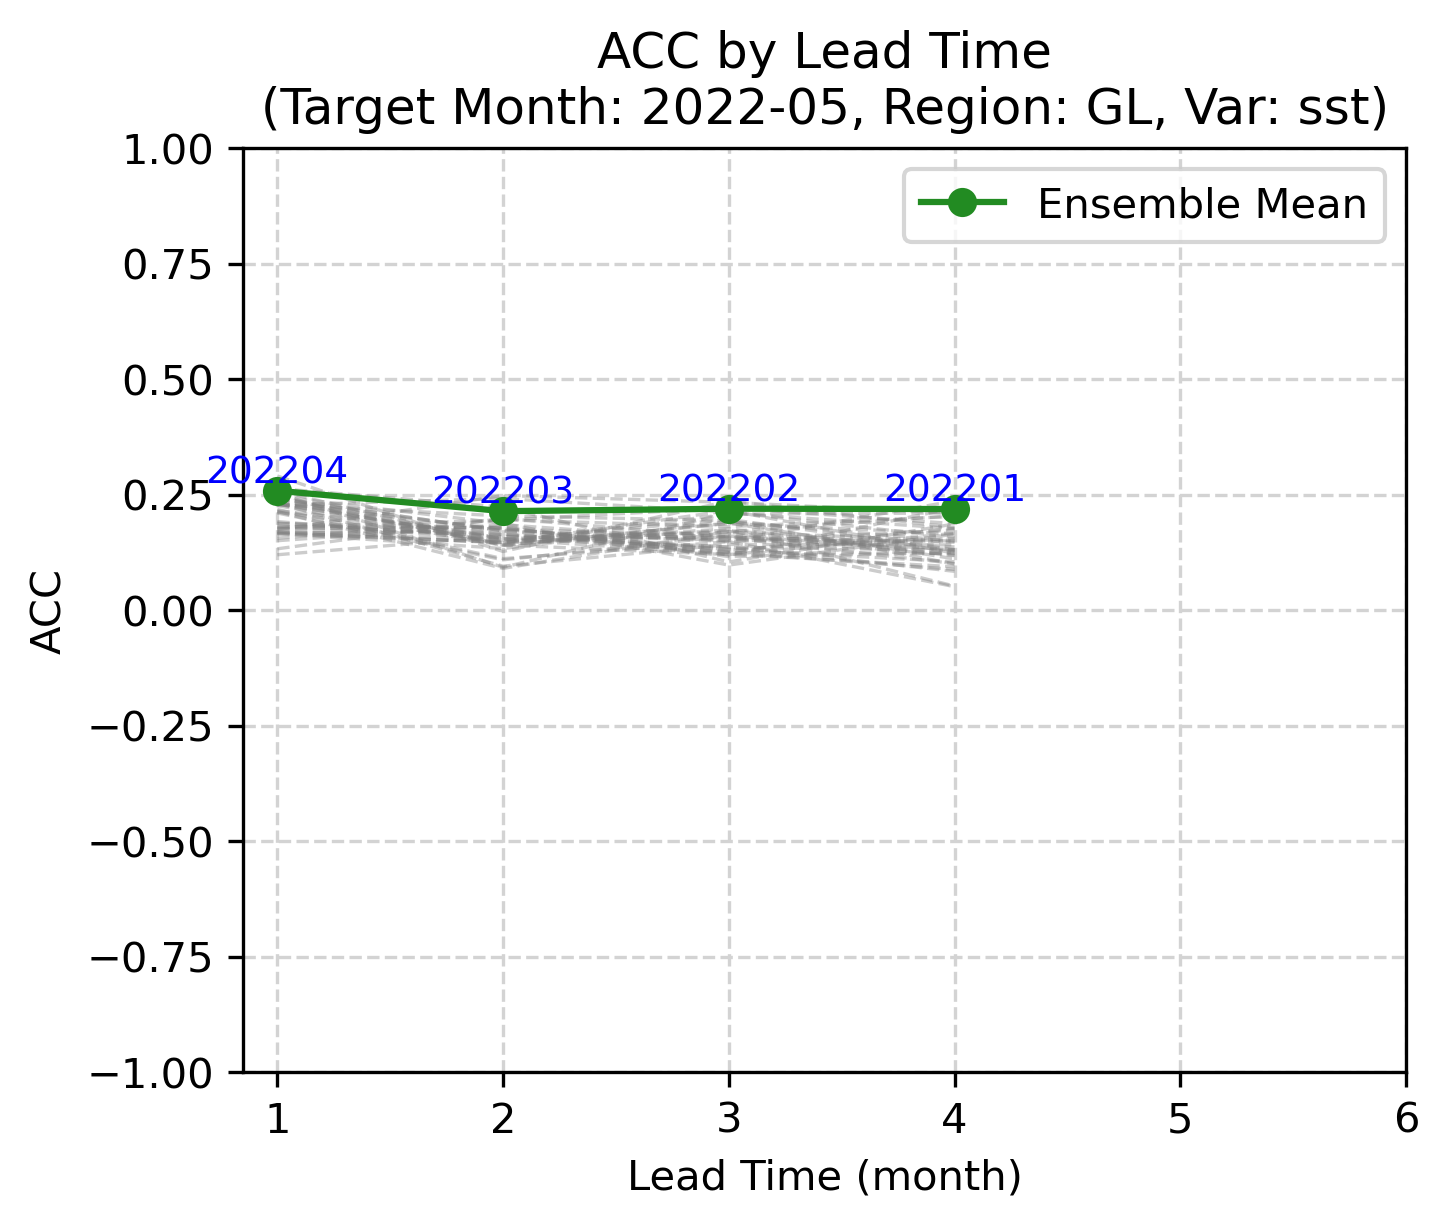 ACC by Lead Time
(Target Month: 2022-05, Region: GL, Var: sst)
Ensemble Mean
1.00
0.75
0.50
0.25
0.00
−0.25
−0.50
−0.75
−1.00
ACC
202204
202203
202202
202201
1 2 3 4 5 6
Lead Time (month)